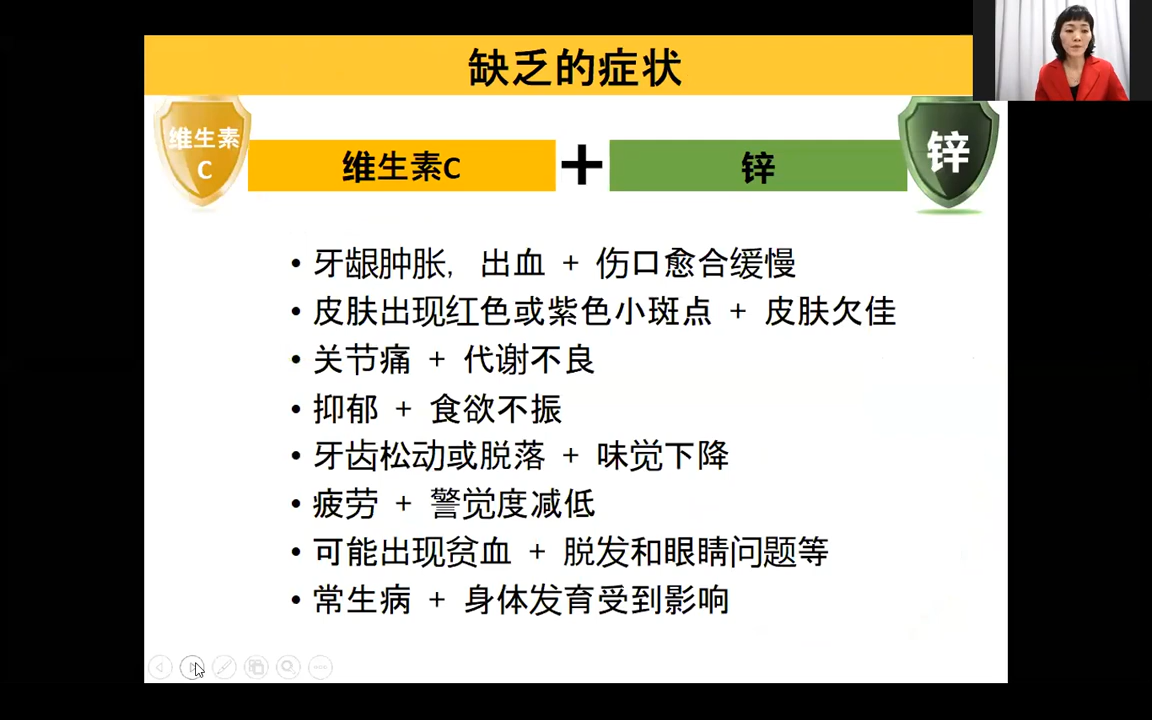 缺乏的症状
维生素
C
维生素C
+
锌
锌
• 牙龈肿胀，出血 + 伤口愈合缓慢
• 皮肤出现红色或紫色小斑点 + 皮肤欠佳
• 关节痛 + 代谢不良
• 抑郁 + 食欲不振
• 牙齿松动或脱落 + 味觉下降
• 疲劳 + 警觉度减低
• 可能出现贫血 + 脱发和眼睛问题等
• 常生病 + 身体发育受到影响